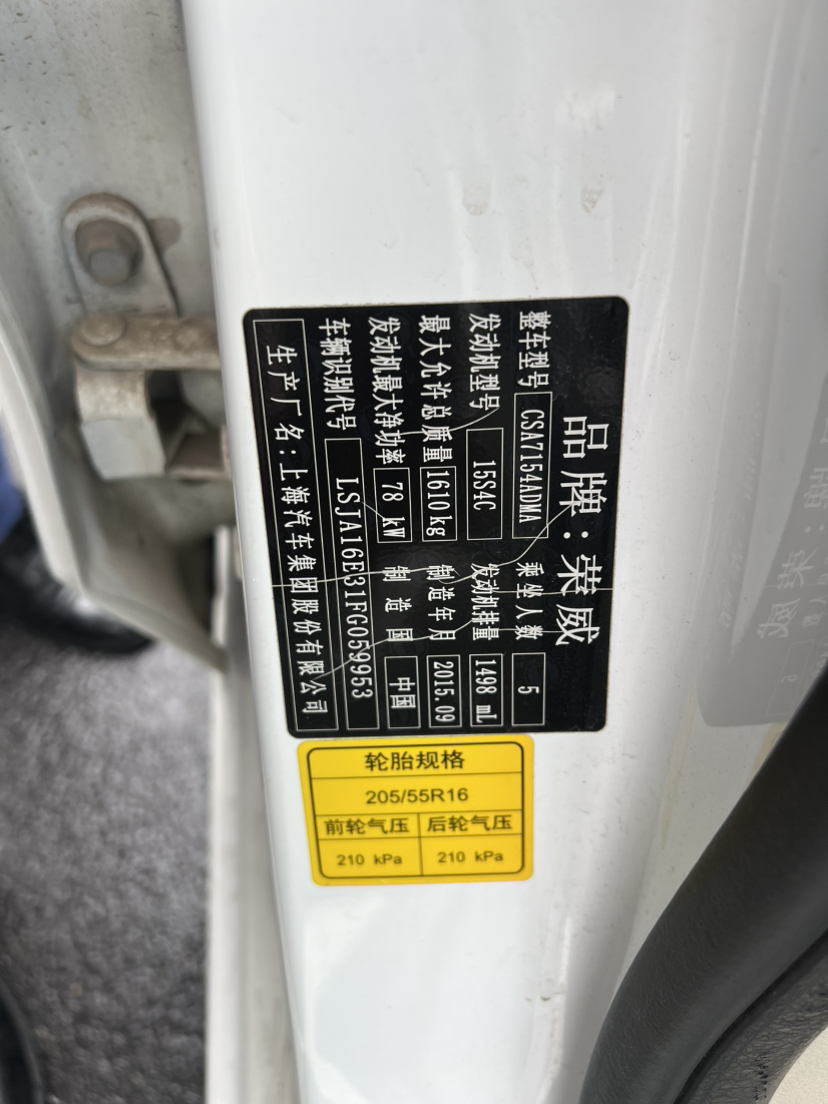 品牌:荣威
整车型号 CSA7154ADMA 乘坐人数 5
发动机型号 15S4C 发动机排量 1498 mL
最大允许总质量 1610kg 制造年月 2015.09
发动机最大净功率 78 kW 制造国 中国
车辆识别代号 LSJA16E31FG059953
生产厂名:上海汽车集团股份有限公司
轮胎规格
205/55R16
前轮气压 后轮气压
210 kPa 210 kPa